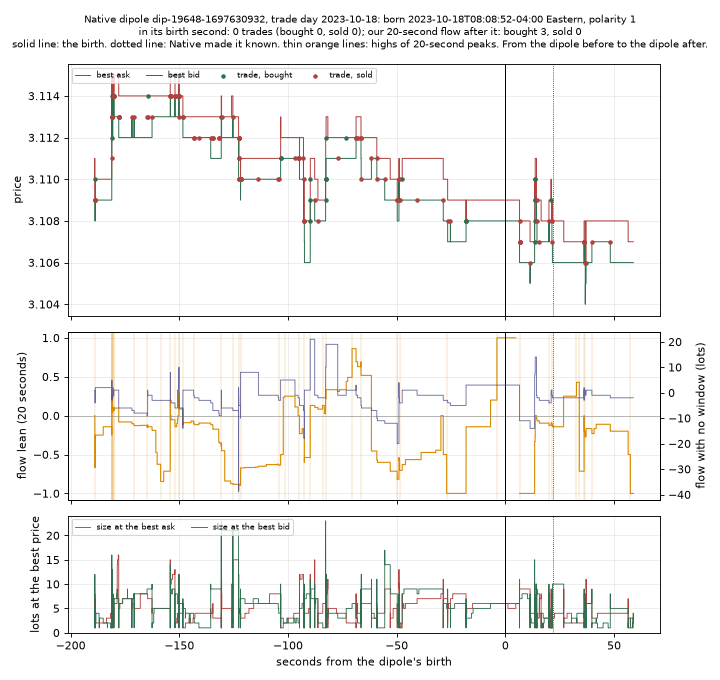 Native dipole dip-19648-1697630932, trade day 2023-10-18: born 2023-10-18T08:08:52-04:00 Eastern, polarity 1
in its birth second: 0 trades (bought 0, sold 0); our 20-second flow after it: bought 3, sold 0
solid line: the birth. dotted line: Native made it known. thin orange lines: highs of 20-second peaks. From the dipole before to the dipole after.
best ask best bid trade, bought trade, sold
3.114
3.112
3.110
3.108
3.106
3.104
price
1.0
0.5
0.0
−0.5
−1.0
flow lean (20 seconds)
20
10
0
−10
−20
−30
−40
flow with no window (lots)
size at the best ask size at the best bid
20
15
10
5
0
lots at the best price
−200 −150 −100 −50 0 50
seconds from the dipole's birth